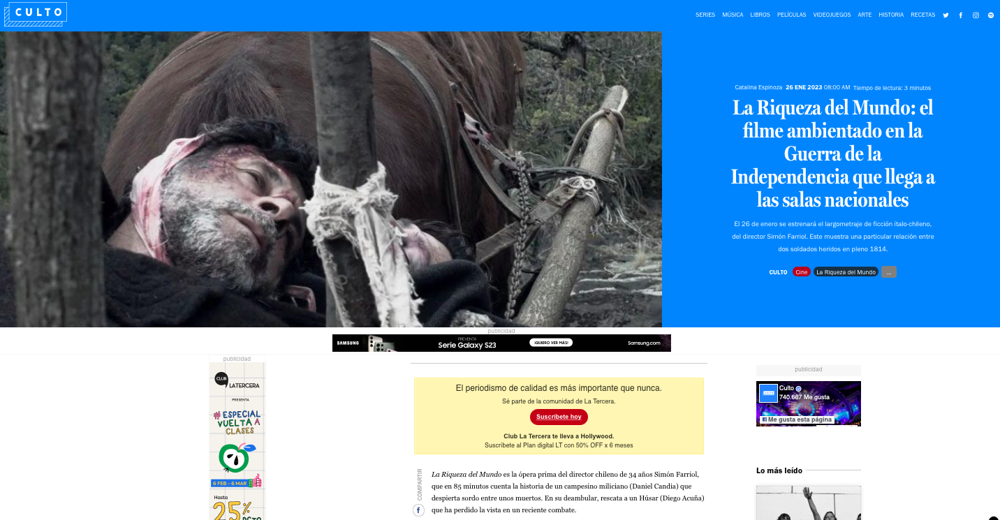 CULTO
SERIES MÚSICA LIBROS PELÍCULAS VIDEOJUEGOS ARTE HISTORIA RECETAS
Catalina Espinoza 26 ENE 2023 08:00 AM Tiempo de lectura: 3 minutos
La Riqueza del Mundo: el
filme ambientado en la
Guerra de la
Independencia que llega a
las salas nacionales
El 26 de enero se estrenará el largometraje de ficción ítalo-chileno,
del director Simón Farriol. Este muestra una particular relación entre
dos soldados heridos en pleno 1814.
CULTO Cine La Riqueza del Mundo ...
publicidad
SAMSUNG
PREVENTA
Serie Galaxy S23
¡QUIERO VER MÁS!
Samsung.com
publicidad
CLUB
LATERCERA
PRESENTA
# ESPECIAL
VUELTA A
CLASES
6 FEB - 6 MAR
Hasta
25%
DCTO
El periodismo de calidad es más importante que nunca.
Sé parte de la comunidad de La Tercera.
Suscríbete hoy
Club La Tercera te lleva a Hollywood.
Suscríbete al Plan digital LT con 50% OFF x 6 meses
COMPARTIR
La Riqueza del Mundo es la ópera prima del director chileno de 34 años Simón Farriol,
que en 85 minutos cuenta la historia de un campesino miliciano (Daniel Candia) que
despierta sordo entre unos muertos. En su deambular, rescata a un Húsar (Diego Acuña)
que ha perdido la vista en un reciente combate.
publicidad
Culto
740.667 Me gusta
Me gusta esta página
Lo más leído